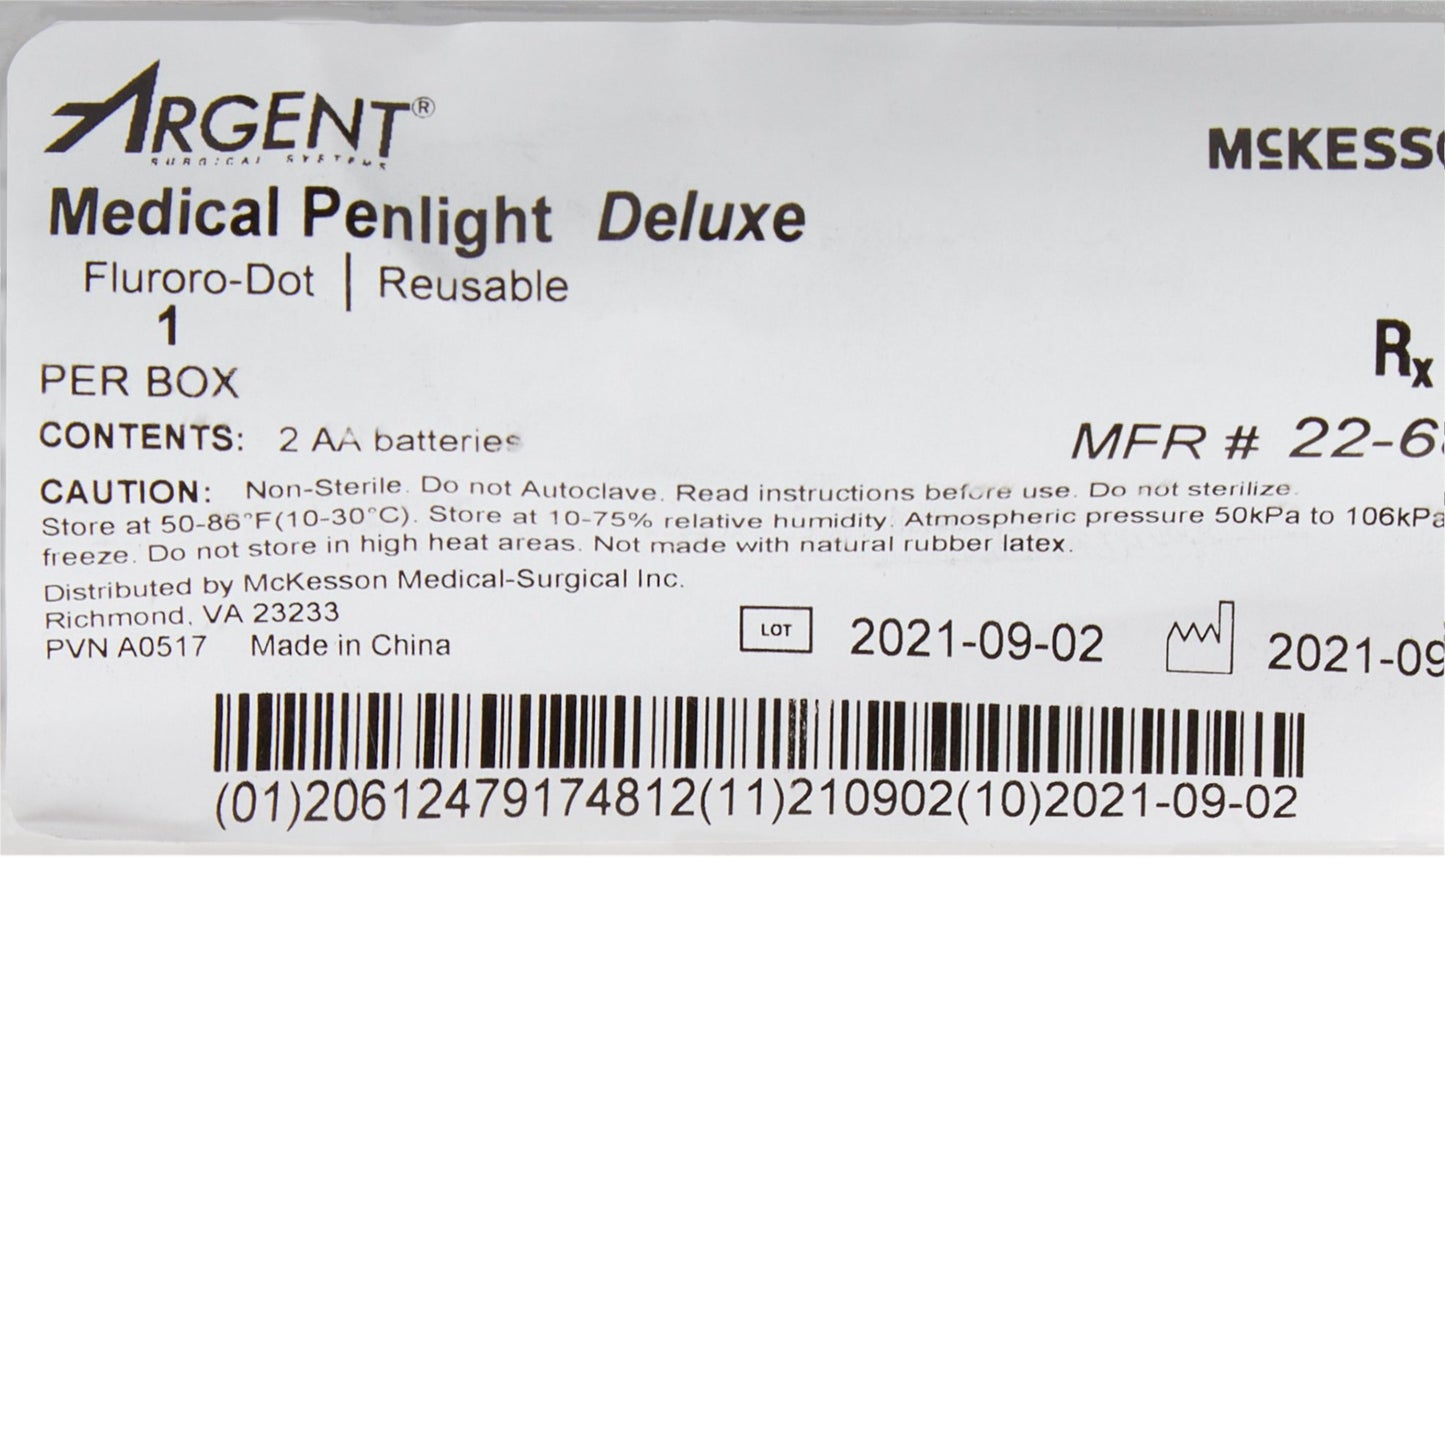 ARGENT®
SURGICAL SYSTEMS
McKESSO
Medical Penlight Deluxe
Fluroro-Dot | Reusable
1
PER BOX
Rx
CONTENTS: 2 AA batteries
MFR # 22-6
CAUTION: Non-Sterile. Do not Autoclave. Read instructions before use. Do not sterilize.
Store at 50-86°F(10-30°C). Store at 10-75% relative humidity. Atmospheric pressure 50kPa to 106kPa
freeze. Do not store in high heat areas. Not made with natural rubber latex.
Distributed by McKesson Medical-Surgical Inc.
Richmond, VA 23233
PVN A0517 Made in China
LOT 2021-09-02
2021-09
(01)20612479174812(11)210902(10)2021-09-02